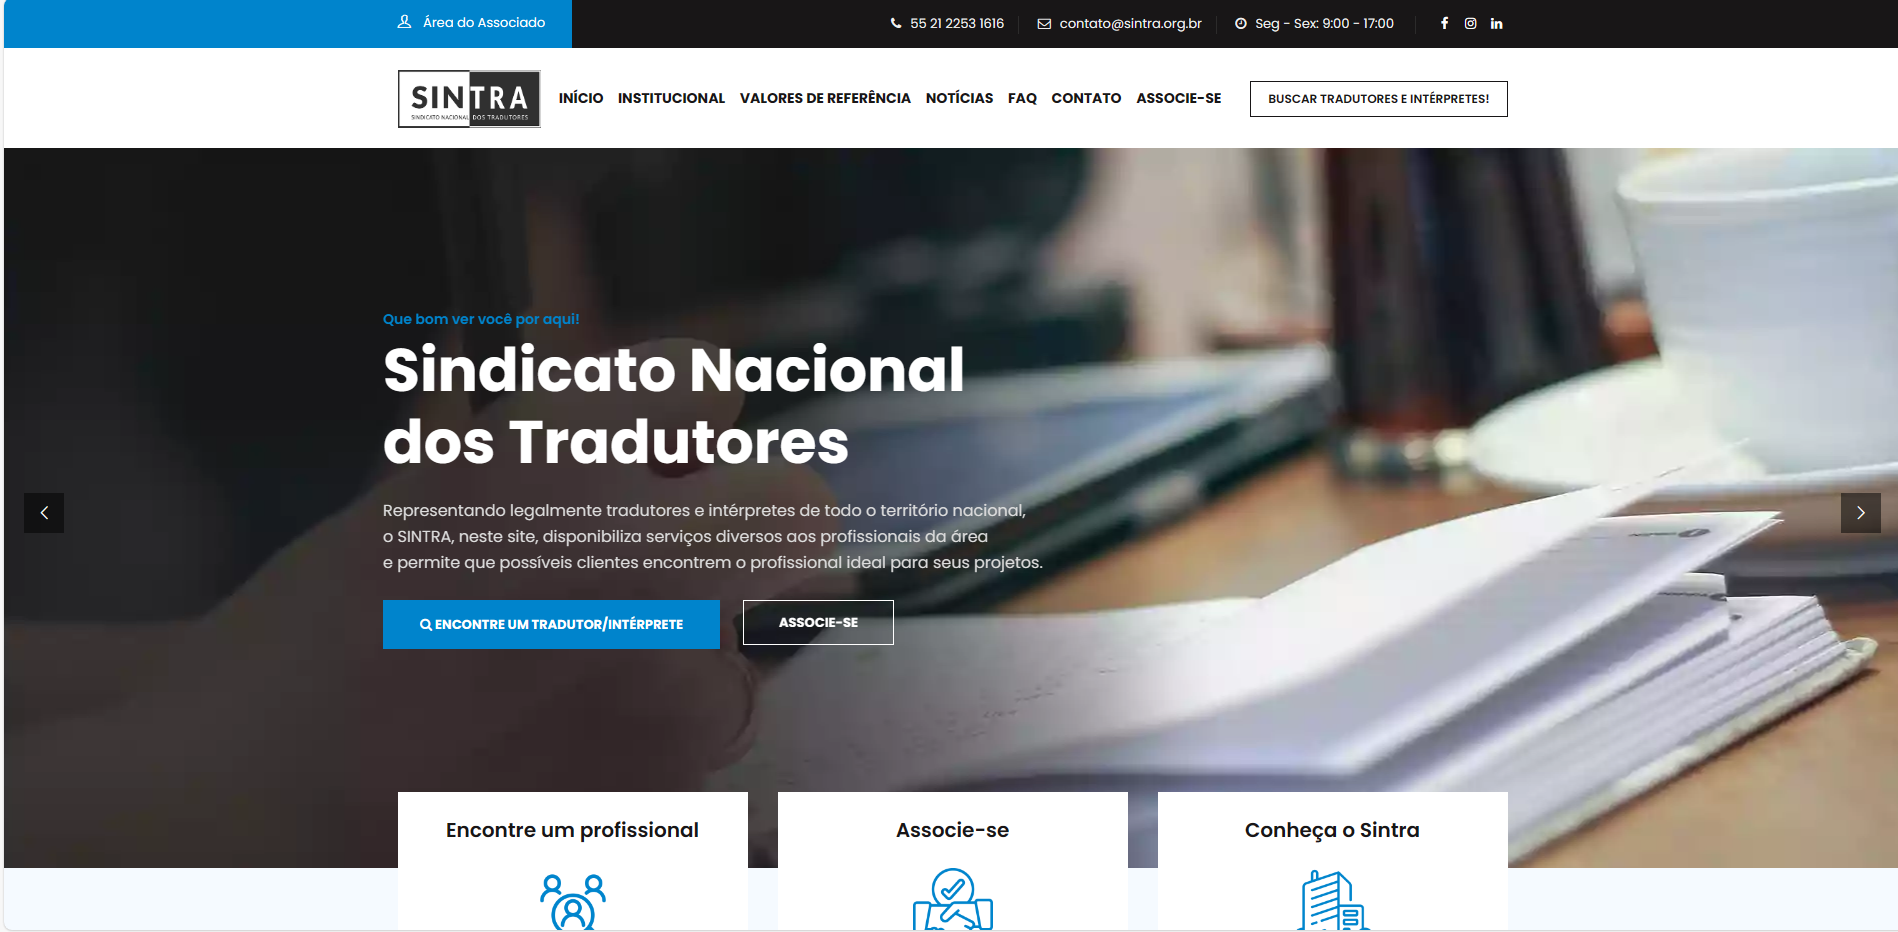 Área do Associado
55 21 2253 1616
contato@sintra.org.br
Seg - Sex: 9:00 - 17:00
SINTRA
SINDICATO NACIONAL DOS TRADUTORES
INÍCIO
INSTITUCIONAL
VALORES DE REFERÊNCIA
NOTÍCIAS
FAQ
CONTATO
ASSOCIE-SE
BUSCAR TRADUTORES E INTÉRPRETES!
Que bom ver você por aqui!
Sindicato Nacional
dos Tradutores
Representando legalmente tradutores e intérpretes de todo o território nacional,
o SINTRA, neste site, disponibiliza serviços diversos aos profissionais da área
e permite que possíveis clientes encontrem o profissional ideal para seus projetos.
ENCONTRE UM TRADUTOR/INTÉRPRETE
ASSOCIE-SE
Encontre um profissional
Associe-se
Conheça o Sintra